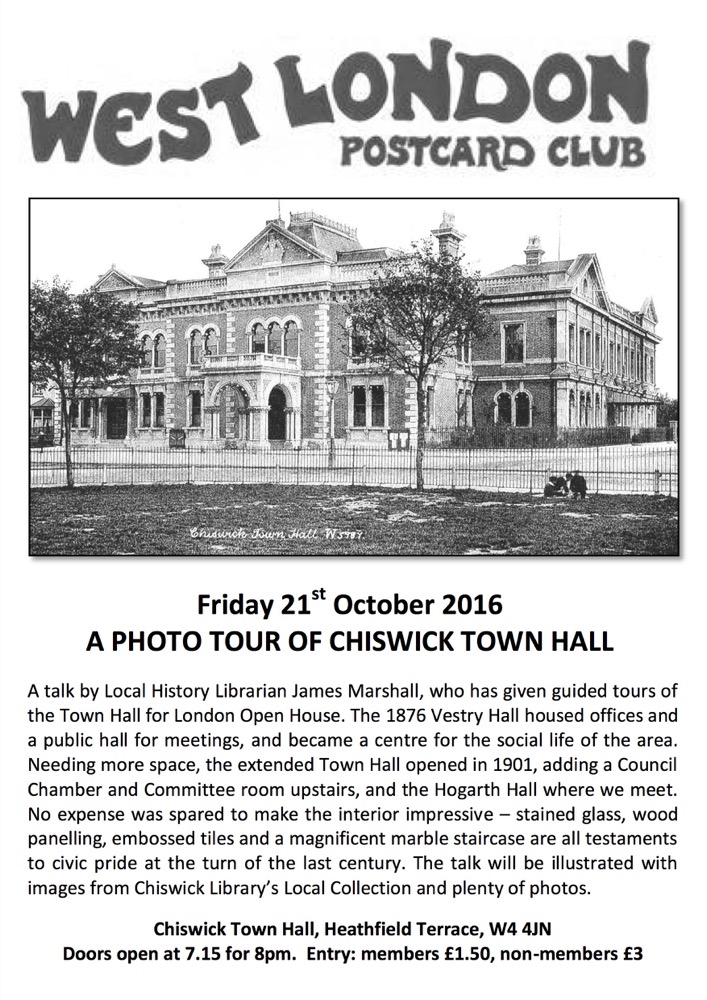 WEST LONDON
POSTCARD CLUB
Chiswick Town Hall W5787.
Friday 21st October 2016
A PHOTO TOUR OF CHISWICK TOWN HALL
A talk by Local History Librarian James Marshall, who has given guided tours of
the Town Hall for London Open House. The 1876 Vestry Hall housed offices and
a public hall for meetings, and became a centre for the social life of the area.
Needing more space, the extended Town Hall opened in 1901, adding a Council
Chamber and Committee room upstairs, and the Hogarth Hall where we meet.
No expense was spared to make the interior impressive – stained glass, wood
panelling, embossed tiles and a magnificent marble staircase are all testaments
to civic pride at the turn of the last century. The talk will be illustrated with
images from Chiswick Library's Local Collection and plenty of photos.
Chiswick Town Hall, Heathfield Terrace, W4 4JN
Doors open at 7.15 for 8pm. Entry: members £1.50, non-members £3